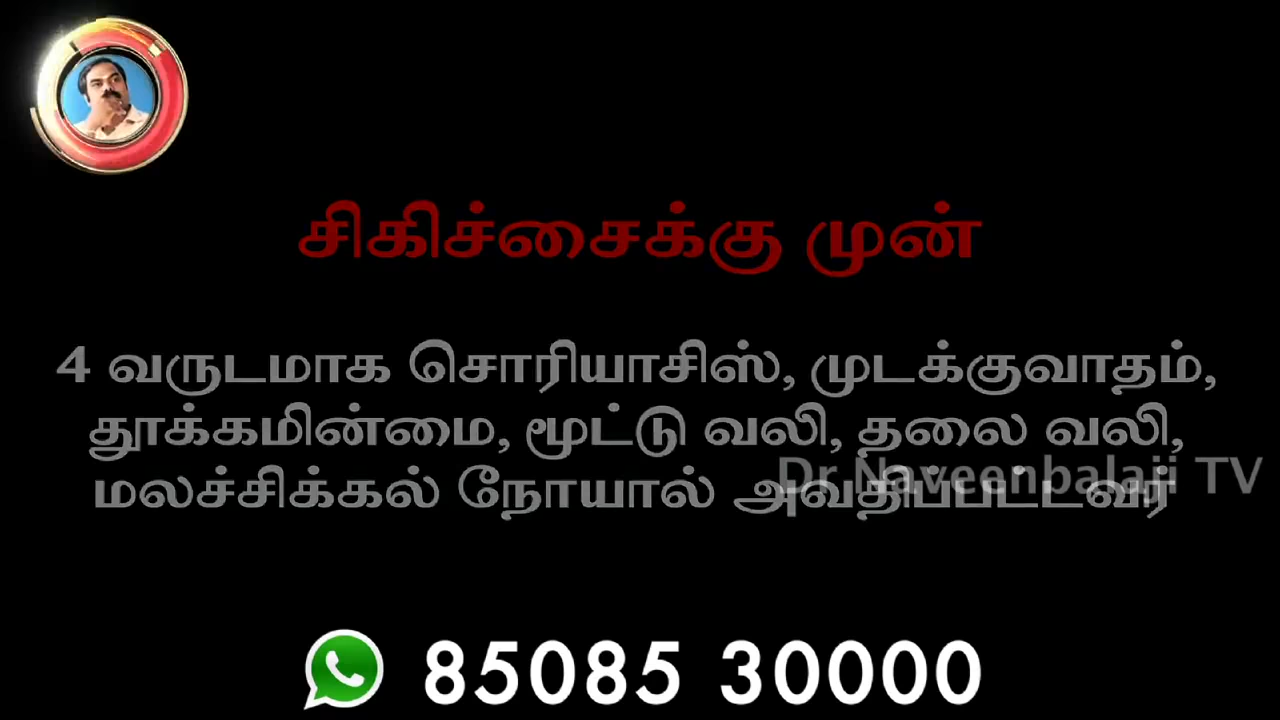 சிகிச்சைக்கு முன்
4 வருடமாக சொரியாசிஸ், முடக்குவாதம்,
தூக்கமின்மை, மூட்டு வலி, தலை வலி,
மலச்சிக்கல் நோயால் அவதிப்பட்டவர்
Dr Naveenbalaji TV
85085 30000